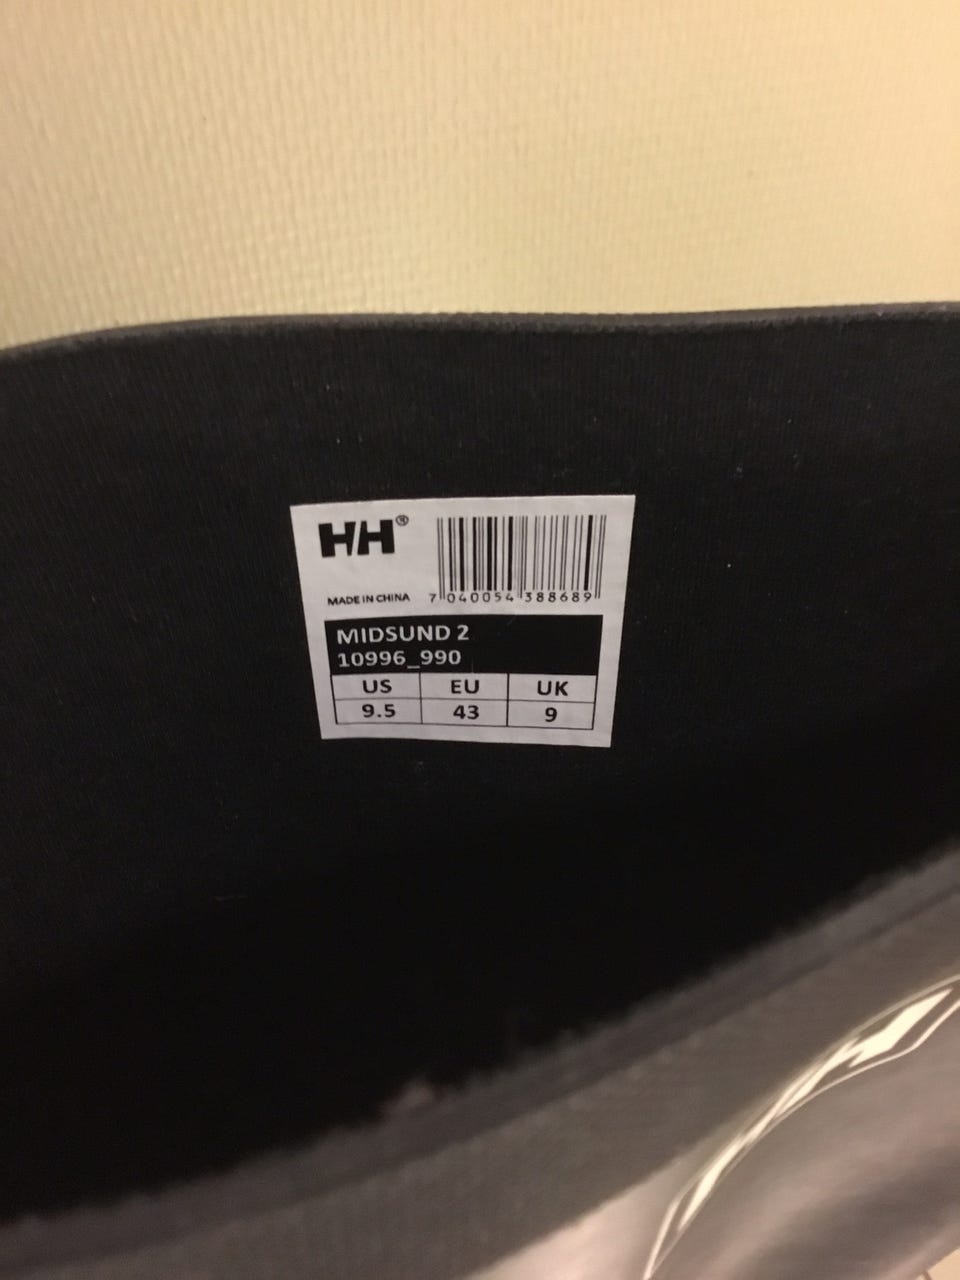 HH®
MADE IN CHINA
7 040054 388689
MIDSUND 2
10996_990
US EU UK
9.5 43 9